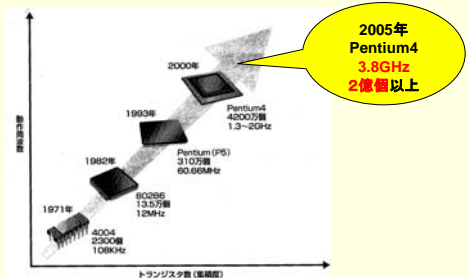 2005年
Pentium4
3.8GHz
2億個以上
2000年
Pentium4
4200万個
1.3〜2GHz
1993年
Pentium (P5)
310万個
60.66MHz
1982年
80286
13.5万個
12MHz
1971年
4004
2300個
108KHz
動作周波数
トランジスタ数(集積度)